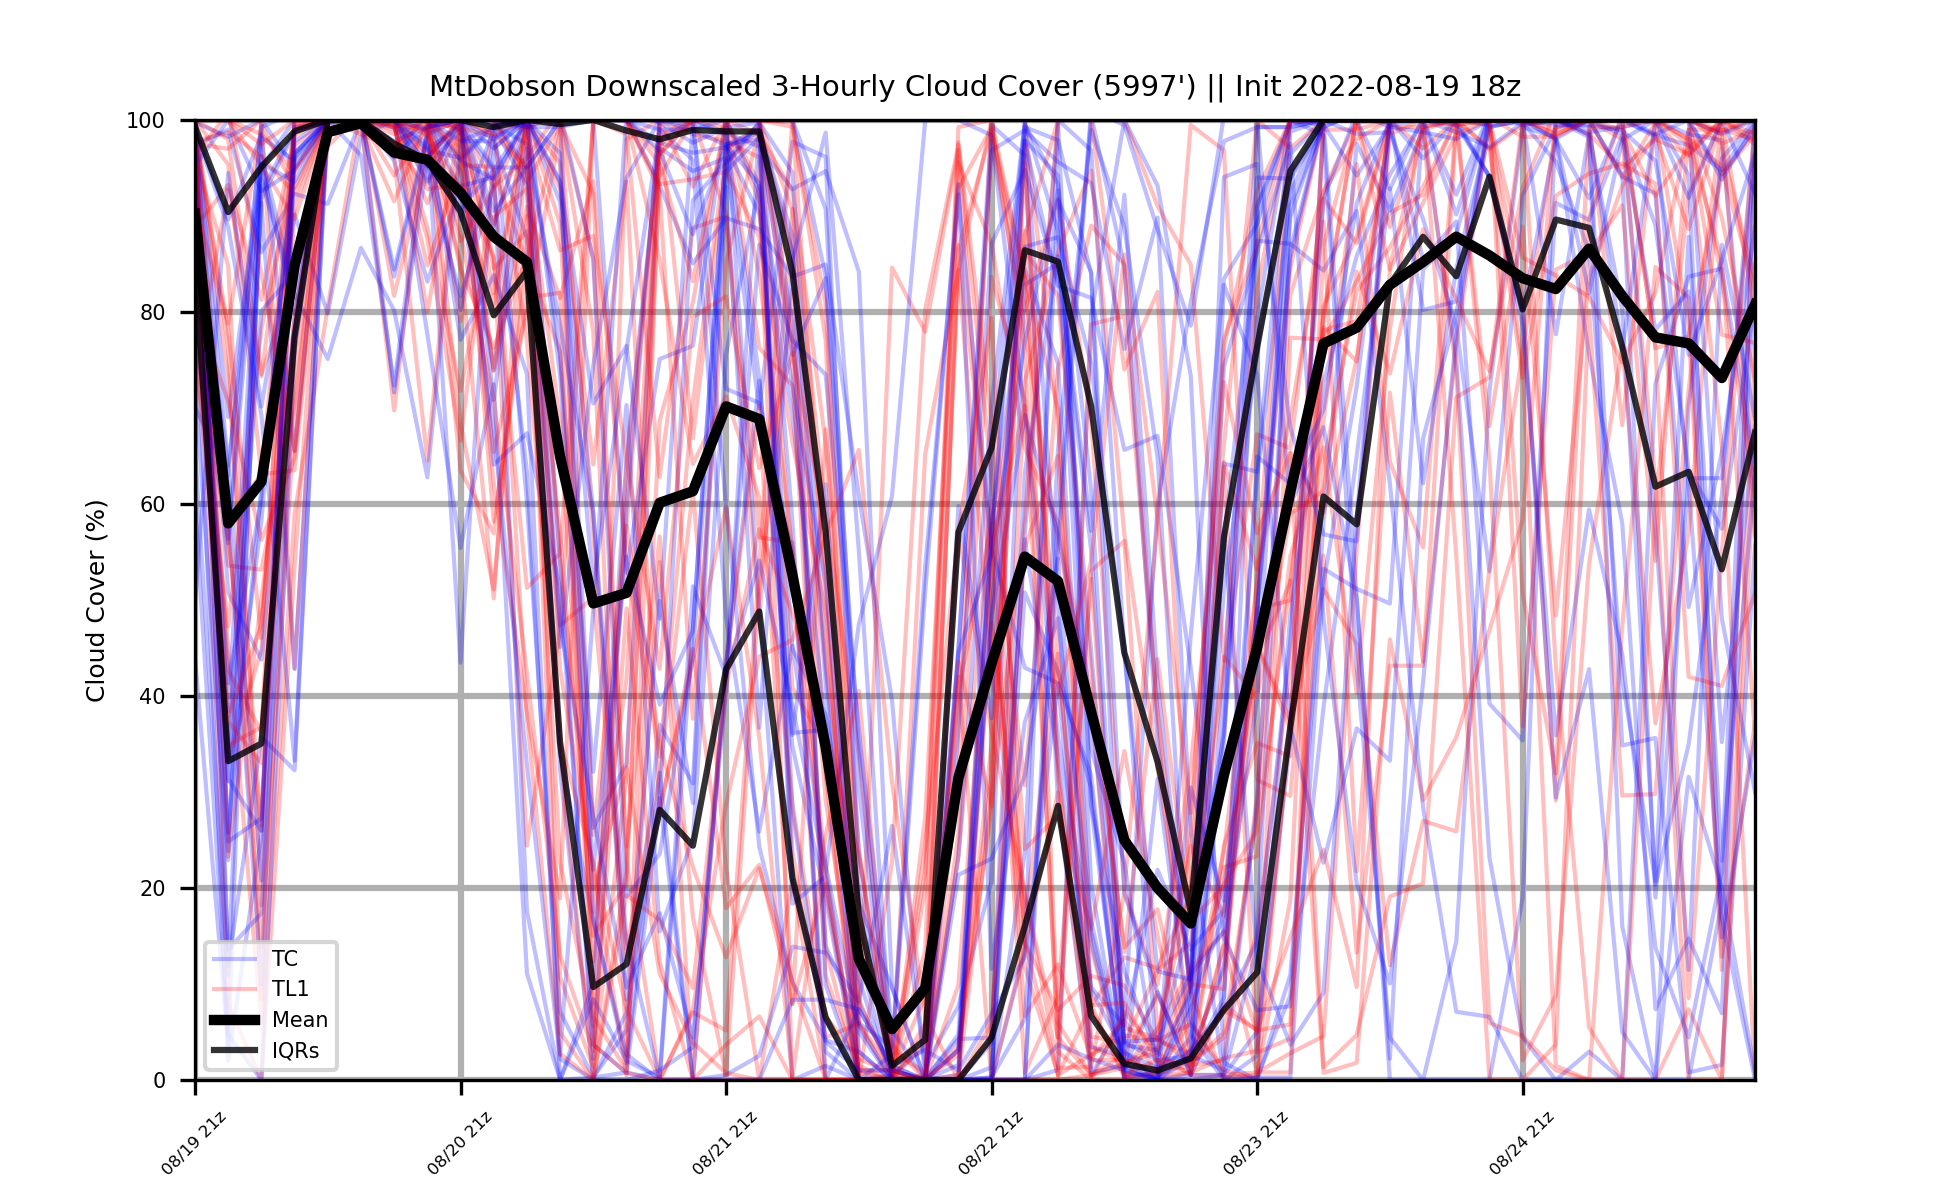 MtDobson Downscaled 3-Hourly Cloud Cover (5997') || Init 2022-08-19 18z
Cloud Cover (%)
100
80
60
40
20
0
TC
TL1
Mean
IQRs
08/19 21z
08/20 21z
08/21 21z
08/22 21z
08/23 21z
08/24 21z